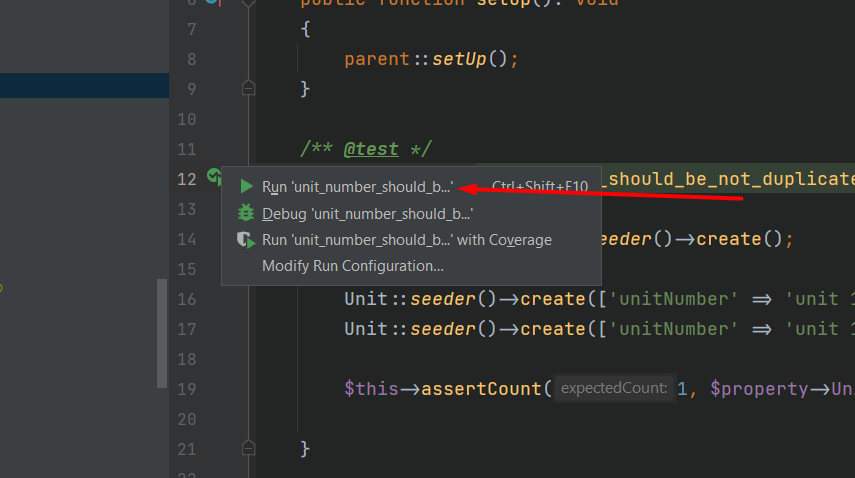 6 public function setUp(): void
7 {
8 parent::setUp();
9 }
10
11 /** @test */
12 _should_be_not_duplicate
Run 'unit_number_should_b...' Ctrl+Shift+F10
13
Debug 'unit_number_should_b...'
14 eeder()->create();
Run 'unit_number_should_b...' with Coverage
15
Modify Run Configuration...
16 Unit::seeder()->create(['unitNumber' => 'unit 1
17 Unit::seeder()->create(['unitNumber' => 'unit 1
18
19 $this->assertCount( expectedCount: 1, $property->Un
20
21 }